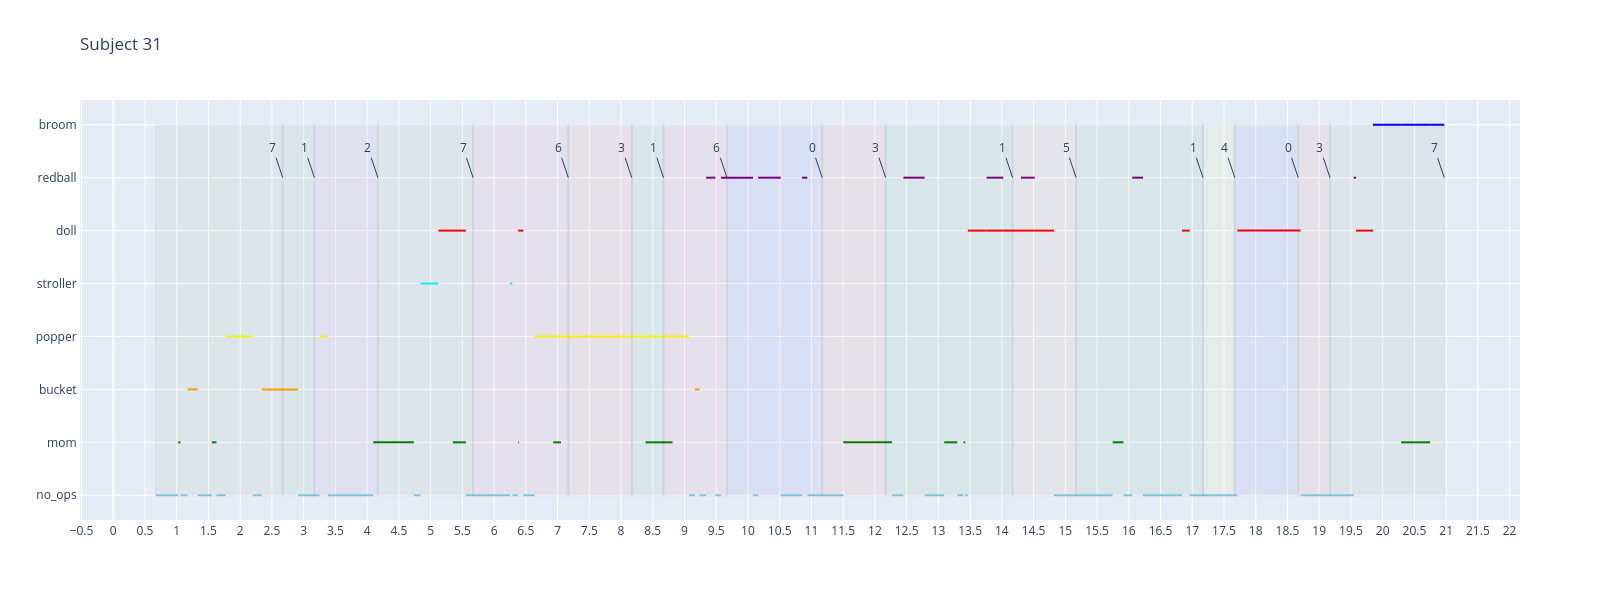 Subject 31
broom
7 1 2 7 6 3 1 6 0 3 1 5 1 4 0 3 7
redball
doll
stroller
popper
bucket
mom
no_ops
−0.5 0 0.5 1 1.5 2 2.5 3 3.5 4 4.5 5 5.5 6 6.5 7 7.5 8 8.5 9 9.5 10 10.5 11 11.5 12 12.5 13 13.5 14 14.5 15 15.5 16 16.5 17 17.5 18 18.5 19 19.5 20 20.5 21 21.5 22